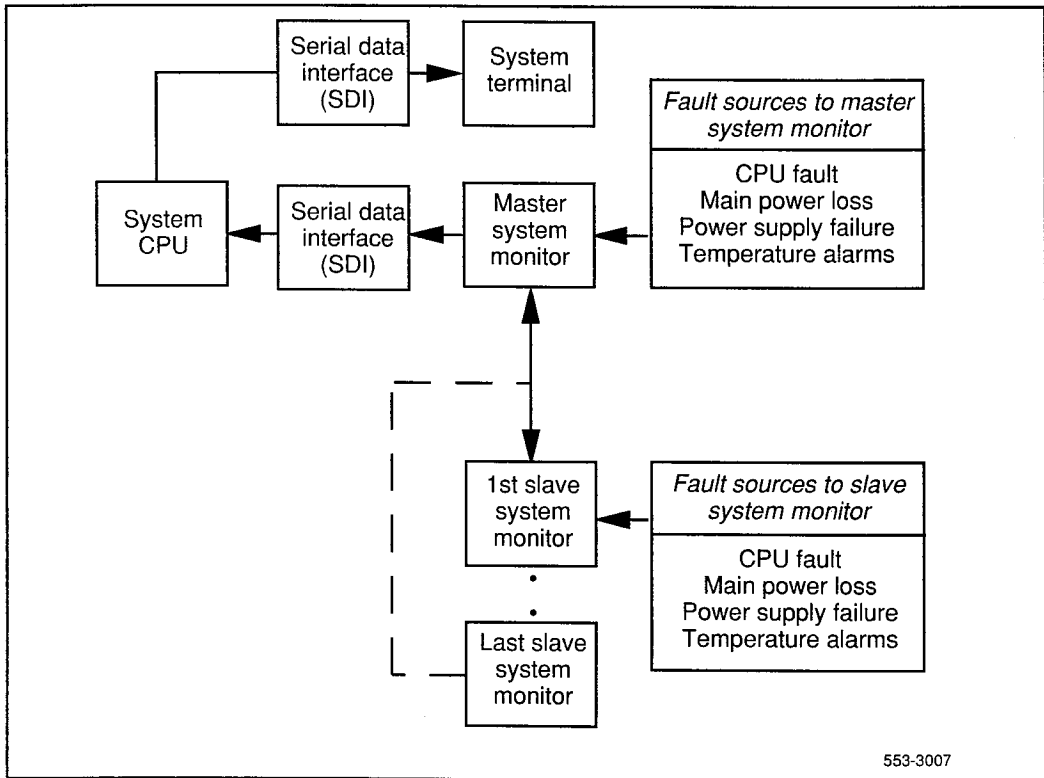 Serial data
interface
(SDI)
System
terminal
Fault sources to master
system monitor
CPU fault
Main power loss
Power supply failure
Temperature alarms
System
CPU
Serial data
interface
(SDI)
Master
system
monitor
1st slave
system
monitor
Fault sources to slave
system monitor
CPU fault
Main power loss
Power supply failure
Temperature alarms
Last slave
system
monitor
553-3007